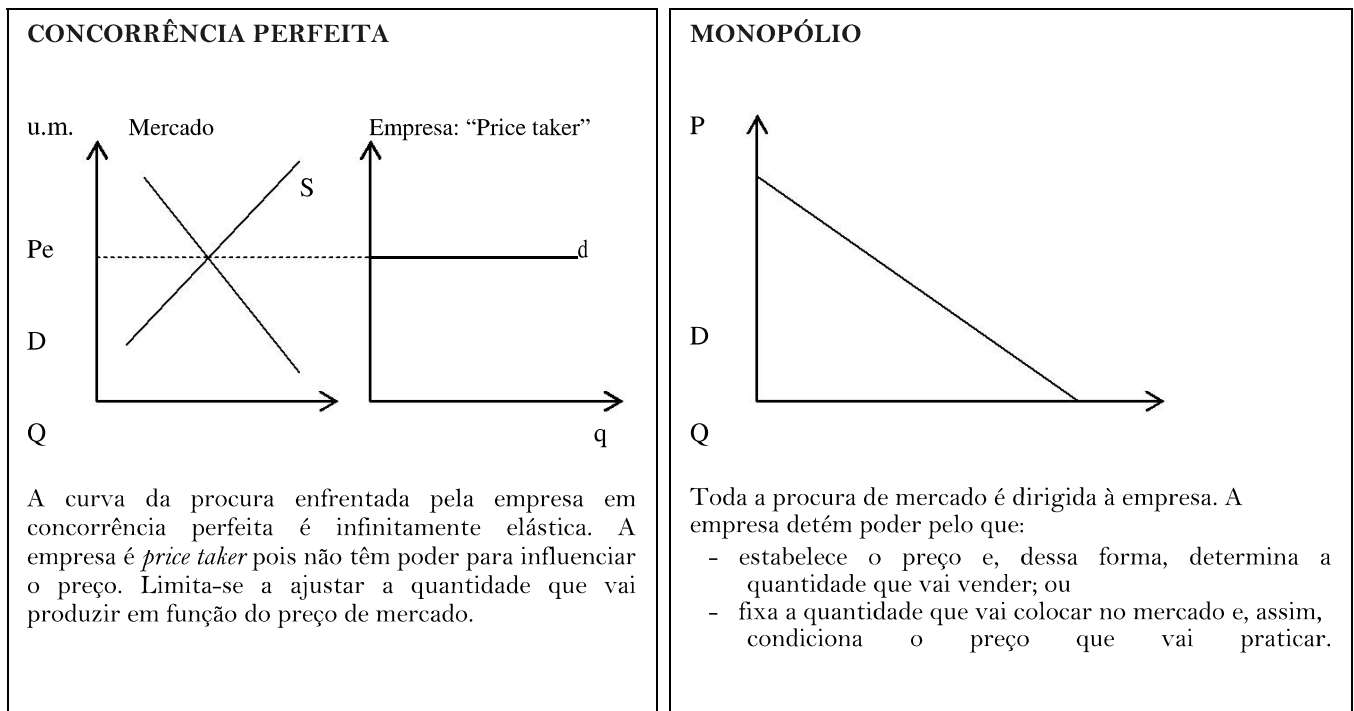 CONCORRÊNCIA PERFEITA
u.m. Mercado Empresa: “Price taker”
S
Pe d
D
Q q
A curva da procura enfrentada pela empresa em
concorrência perfeita é infinitamente elástica. A
empresa é price taker pois não têm poder para influenciar
o preço. Limita-se a ajustar a quantidade que vai
produzir em função do preço de mercado.
MONOPÓLIO
P
D
Q
Toda a procura de mercado é dirigida à empresa. A
empresa detém poder pelo que:
- estabelece o preço e, dessa forma, determina a
quantidade que vai vender; ou
- fixa a quantidade que vai colocar no mercado e, assim,
condiciona o preço que vai praticar.